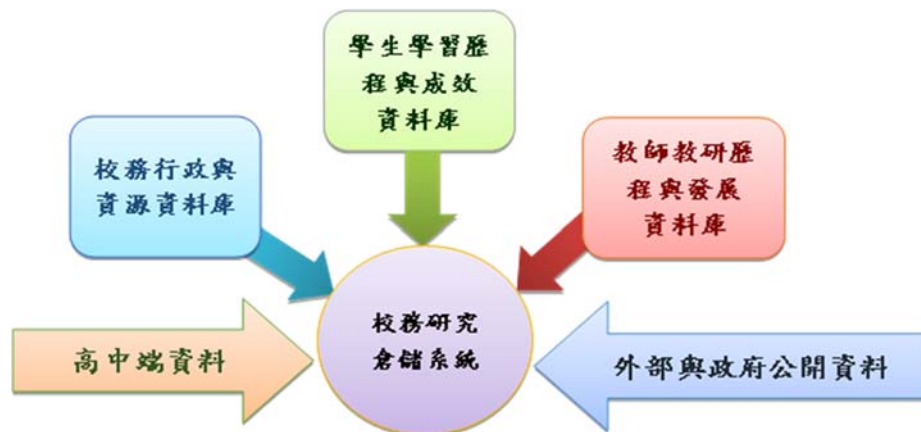 學生學習歷
程與成效
資料庫
校務行政與
資源資料庫
教師教研歷
程與發展
資料庫
校務研究
倉儲系統
高中端資料
外部與政府公開資料